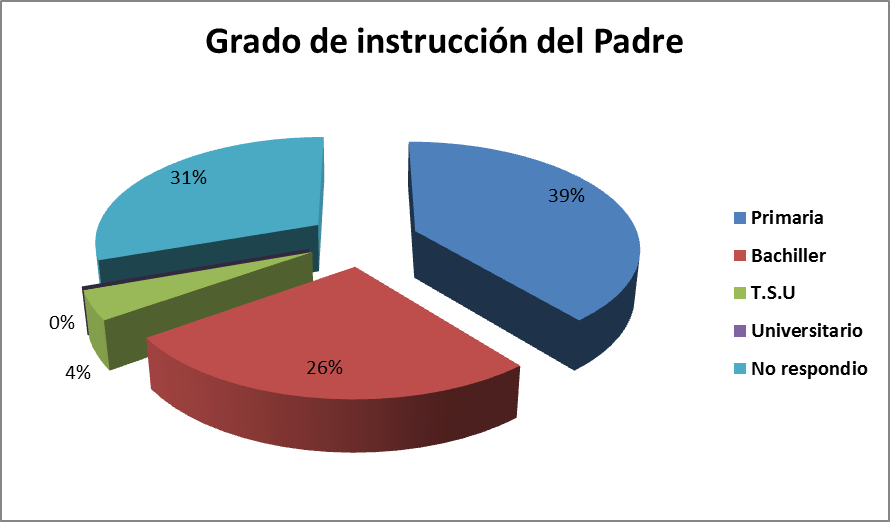 Grado de instrucción del Padre
31%
39%
0%
4%
26%
Primaria
Bachiller
T.S.U
Universitario
No respondio